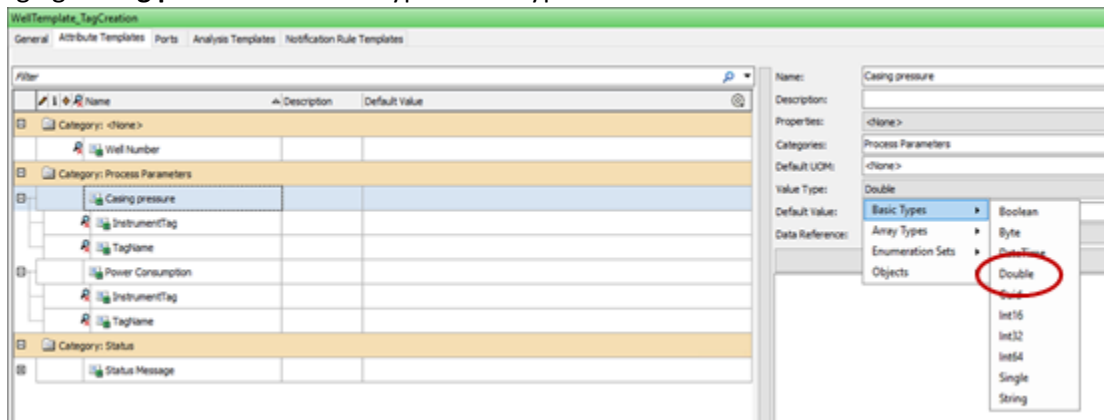 WellTemplate_TagCreation
General Attribute Templates Ports Analysis Templates Notification Rule Templates
Filter
Name Description Default Value
Category: <None>
Well Number
Category: Process Parameters
Casing pressure
InstrumentTag
TagName
Power Consumption
InstrumentTag
TagName
Category: Status
Status Message
Name: Casing pressure
Description:
Properties: <None>
Categories: Process Parameters
Default UOM: <None>
Value Type: Double
Default Value:
Data Reference:
Basic Types
Array Types
Enumeration Sets
Objects
Boolean
Byte
DateTime
Double
Guid
Int16
Int32
Int64
Single
String